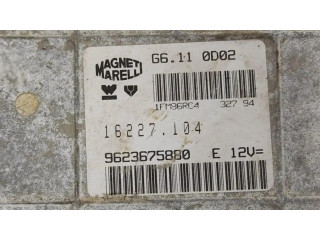 MAGNETI MARELLI
G6.11 0D02
1FM96RC4 327 94
16227.104
9623675880 E 12V=